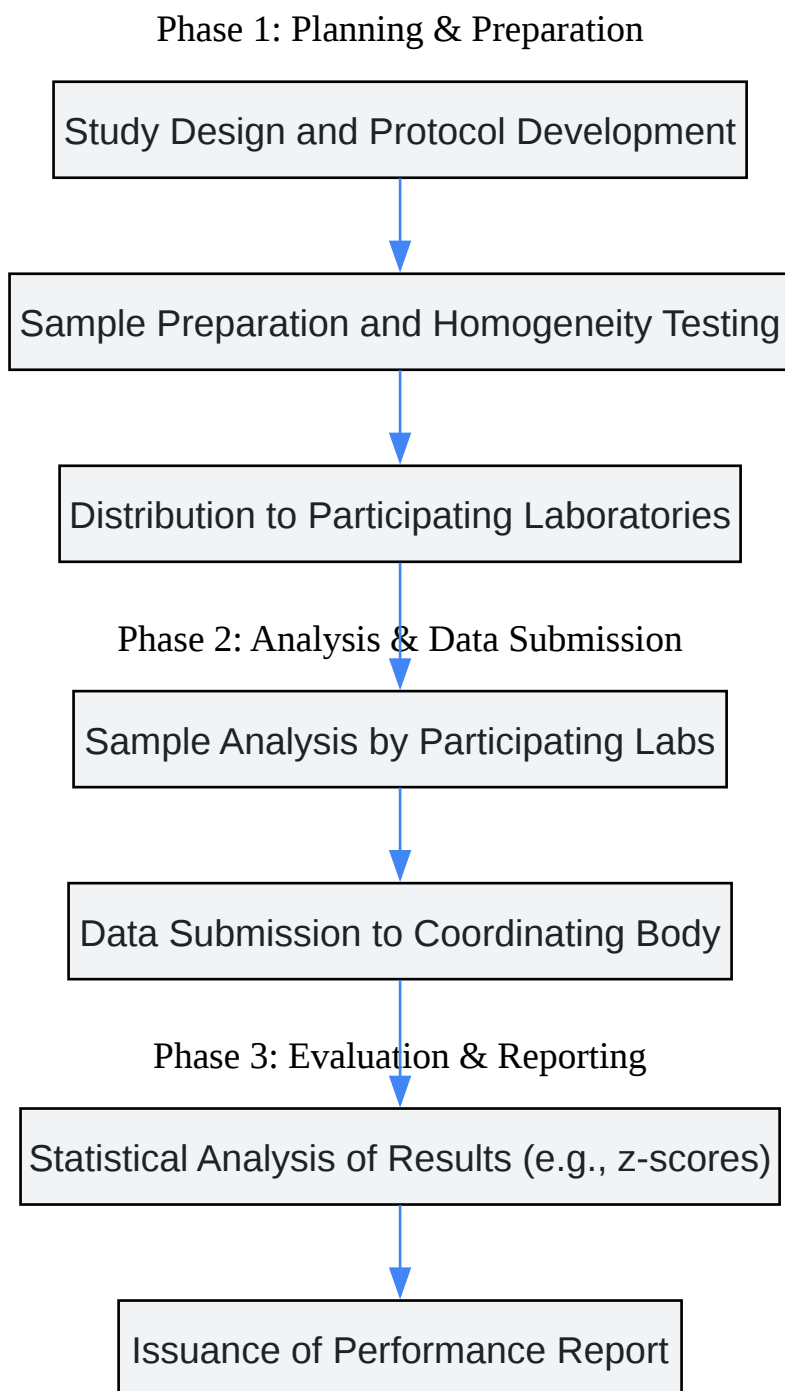 Phase 1: Planning & Preparation
Study Design and Protocol Development
Sample Preparation and Homogeneity Testing
Distribution to Participating Laboratories
Phase 2: Analysis & Data Submission
Sample Analysis by Participating Labs
Data Submission to Coordinating Body
Phase 3: Evaluation & Reporting
Statistical Analysis of Results (e.g., z-scores)
Issuance of Performance Report